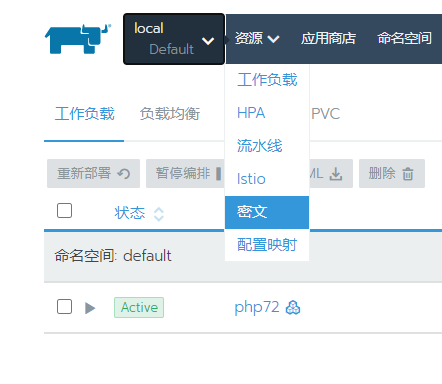 local
Default
资源
应用商店
命名空间
工作负载
HPA
流水线
Istio
密文
配置映射
工作负载
负载均衡
PVC
重新部署
暂停编排
ML
删除
状态
命名空间: default
Active
php72